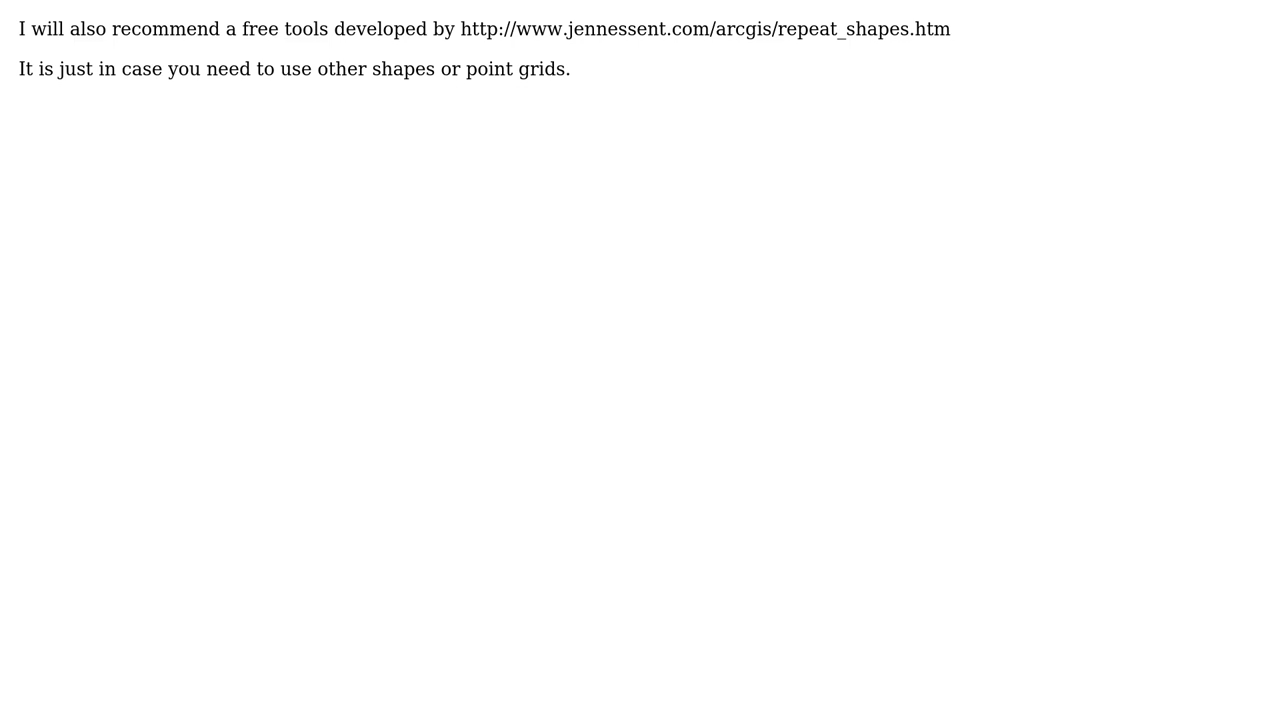 I will also recommend a free tools developed by http://www.jennessent.com/arcgis/repeat_shapes.htm
It is just in case you need to use other shapes or point grids.